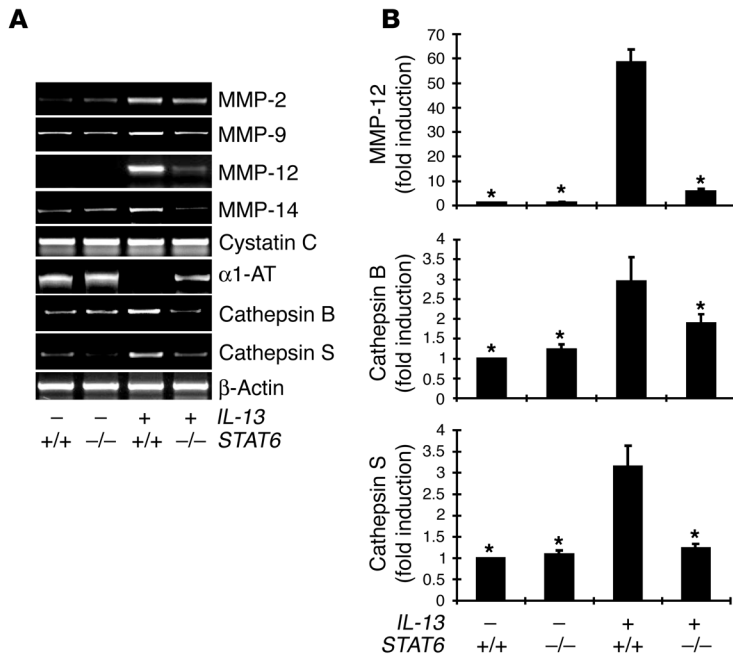 A
MMP-2
MMP-9
MMP-12
MMP-14
Cystatin C
α1-AT
Cathepsin B
Cathepsin S
β-Actin
– – + + IL-13
+/+ –/– +/+ –/– STAT6
B
MMP-12
(fold induction)
70
60
50
40
30
20
10
0
* * *
Cathepsin B
(fold induction)
4
3.5
3
2.5
2
1.5
1
0.5
0
* * *
Cathepsin S
(fold induction)
4
3.5
3
2.5
2
1.5
1
0.5
0
* * *
IL-13 – – + +
STAT6 +/+ –/– +/+ –/–